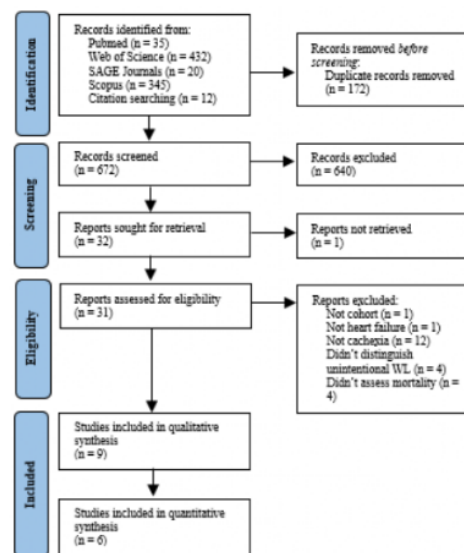 Identification
Records identified from:
Pubmed (n = 35)
Web of Science (n = 432)
SAGE Journals (n = 20)
Scopus (n = 345)
Citation searching (n = 12)
Records removed before
screening:
Duplicate records removed
(n = 172)
Screening
Records screened
(n = 672)
Records excluded
(n = 640)
Reports sought for retrieval
(n = 32)
Reports not retrieved
(n = 1)
Eligibility
Reports assessed for eligibility
(n = 31)
Reports excluded:
Not cohort (n = 1)
Not heart failure (n = 1)
Not cachexia (n = 12)
Didn't distinguish
unintentional WL (n = 4)
Didn't assess mortality (n =
4)
Included
Studies included in qualitative
synthesis
(n = 9)
Studies included in quantitative
synthesis
(n = 6)